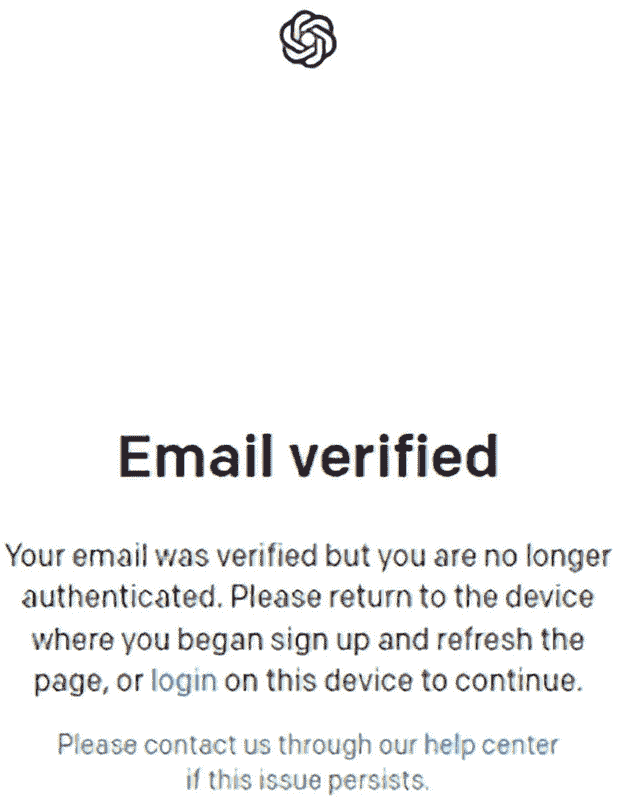 Email verified
Your email was verified but you are no longer
authenticated. Please return to the device
where you began sign up and refresh the
page, or login on this device to continue.
Please contact us through our help center
if this issue persists.